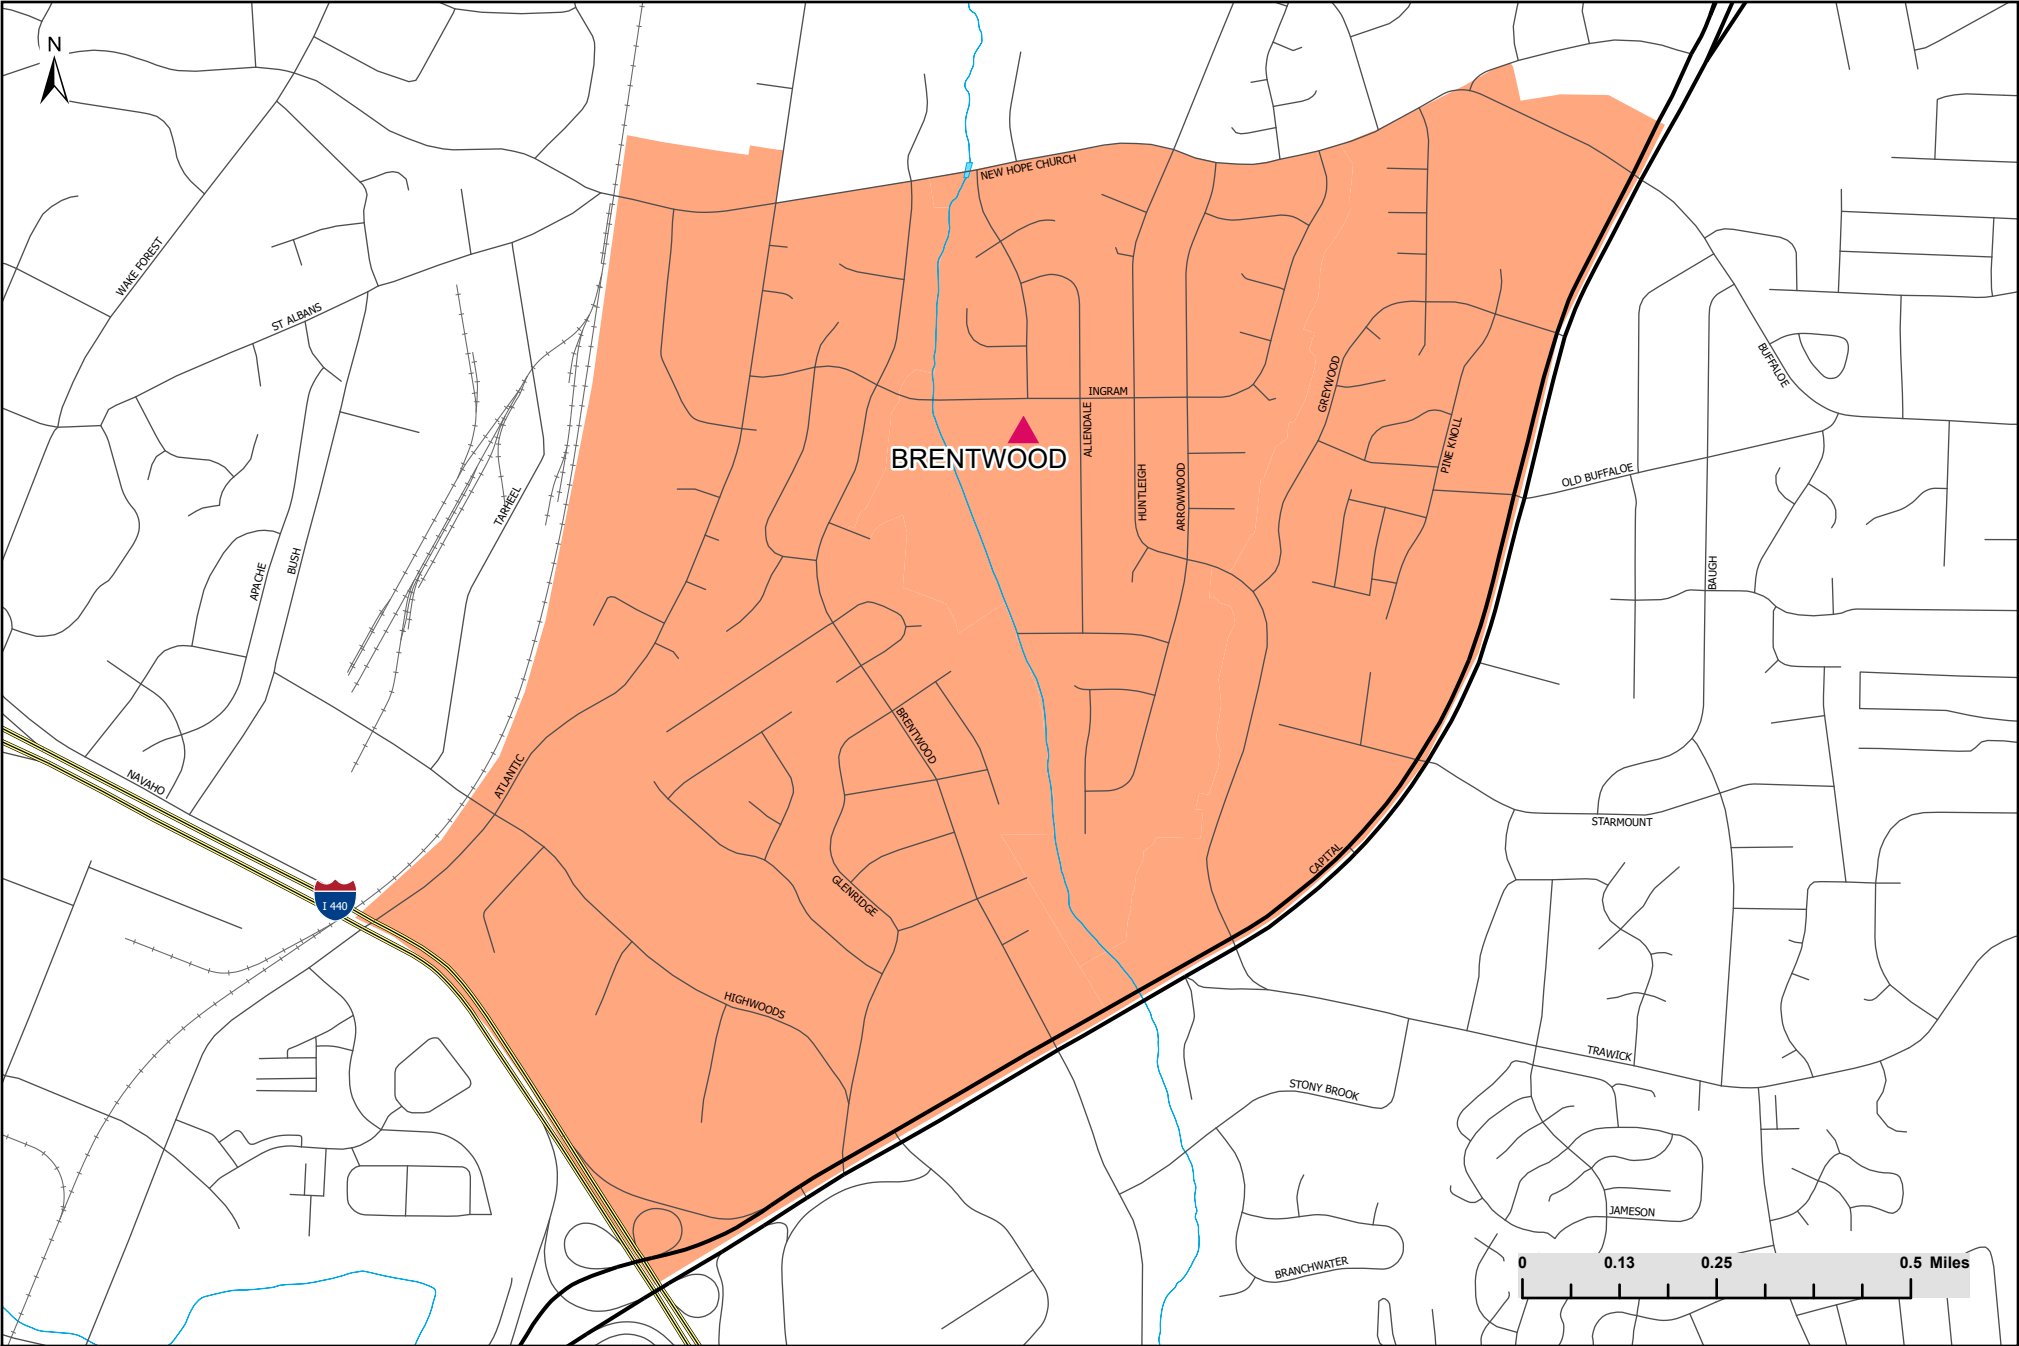 N
NEW HOPE CHURCH
WAKE FOREST
ST ALBANS
BUFFALOE
INGRAM
GREYWOOD
ALLENDALE
PINE KNOLL
BRENTWOOD
HUNTLEIGH
ARROWWOOD
OLD BUFFALOE
TARHEEL
BUSH
APACHE
BAUGH
BRENTWOOD
ATLANTIC
NAVAHO
STARMOUNT
CAPITAL
GLENRIDGE
I 440
HIGHWOODS
TRAWICK
STONY BROOK
JAMESON
BRANCHWATER
0 0.13 0.25 0.5 Miles